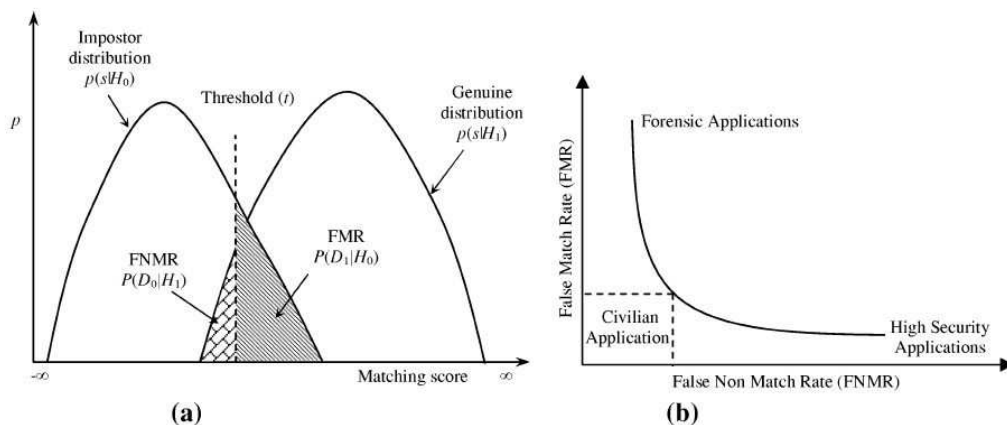 Impostor
distribution
p(s|H₀)
Threshold (t)
Genuine
distribution
p(s|H₁)
p
FNMR
P(D₀|H₁)
FMR
P(D₁|H₀)
-∞
Matching score
∞
(a)
False Match Rate (FMR)
Forensic Applications
Civilian
Application
High Security
Applications
False Non Match Rate (FNMR)
(b)